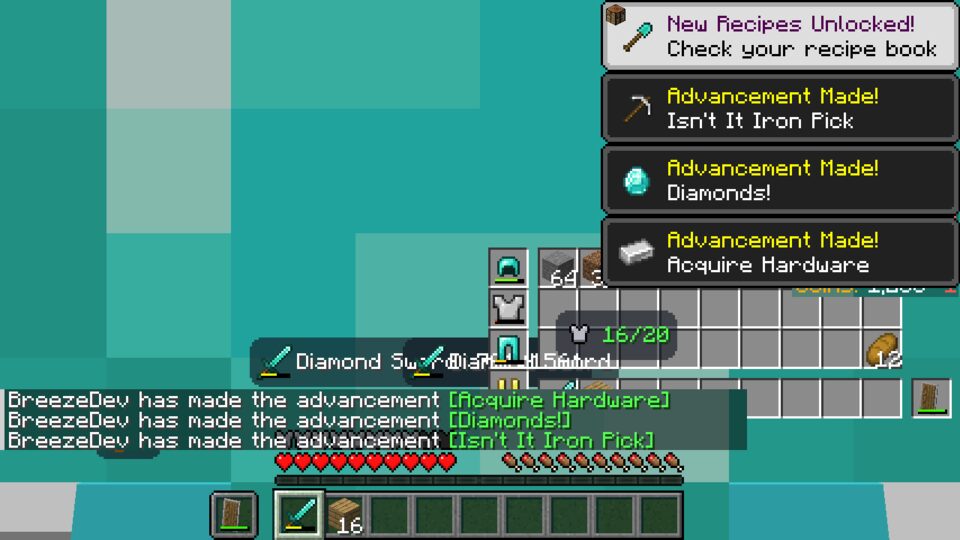 New Recipes Unlocked!
Check your recipe book
Advancement Made!
Isn't It Iron Pick
Advancement Made!
Diamonds!
Advancement Made!
Acquire Hardware
64
16/20
12
Diamond
BreezeDev has made the advancement [Acquire Hardware]
BreezeDev has made the advancement [Diamonds!]
BreezeDev has made the advancement [Isn't It Iron Pick]
16